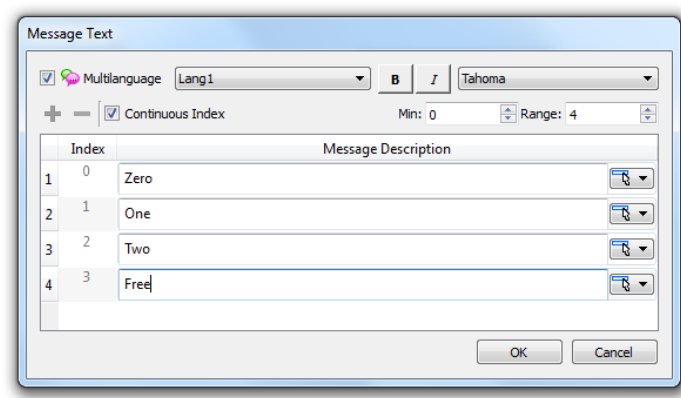 Message Text
Multilanguage Lang1 B I Tahoma
Continuous Index Min: 0 Range: 4
Index Message Description
1 0 Zero
2 1 One
3 2 Two
4 3 Free
OK Cancel